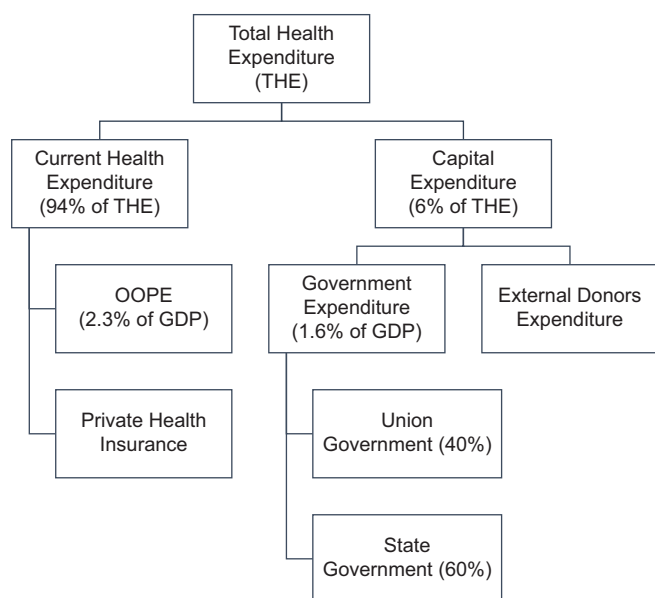 Total Health
Expenditure
(THE)
Current Health
Expenditure
(94% of THE)
Capital
Expenditure
(6% of THE)
OOPE
(2.3% of GDP)
Government
Expenditure
(1.6% of GDP)
External Donors
Expenditure
Private Health
Insurance
Union
Government (40%)
State
Government (60%)